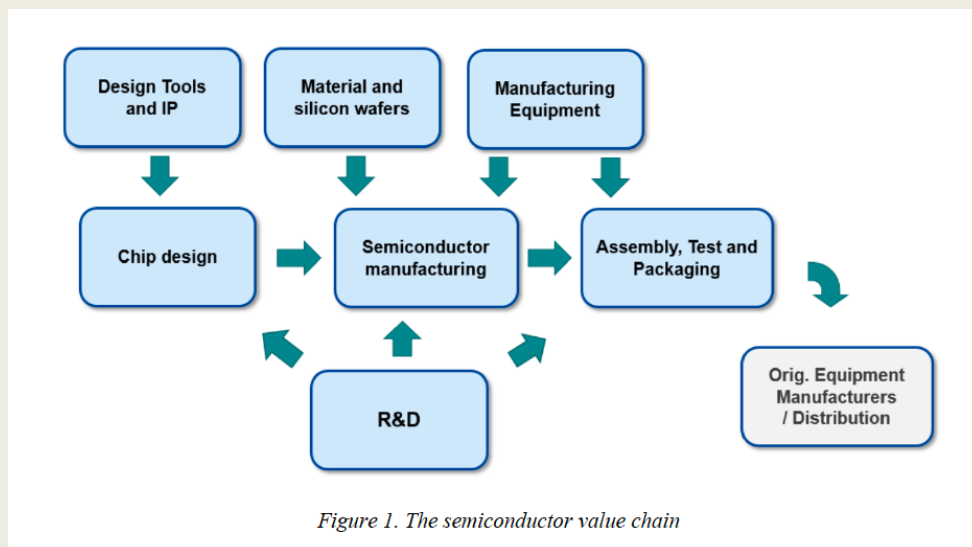 Design Tools
and IP
Material and
silicon wafers
Manufacturing
Equipment
Chip design
Semiconductor
manufacturing
Assembly, Test and
Packaging
R&D
Orig. Equipment
Manufacturers
/ Distribution
Figure 1. The semiconductor value chain